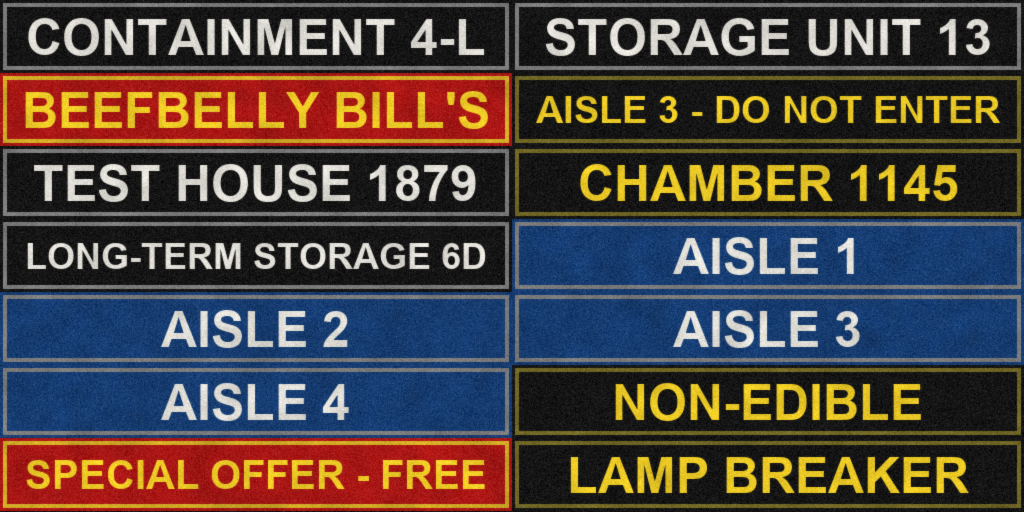 CONTAINMENT 4-L
STORAGE UNIT 13
BEEFBELLY BILL'S
AISLE 3 - DO NOT ENTER
TEST HOUSE 1879
CHAMBER 1145
LONG-TERM STORAGE 6D
AISLE 1
AISLE 2
AISLE 3
AISLE 4
NON-EDIBLE
SPECIAL OFFER - FREE
LAMP BREAKER